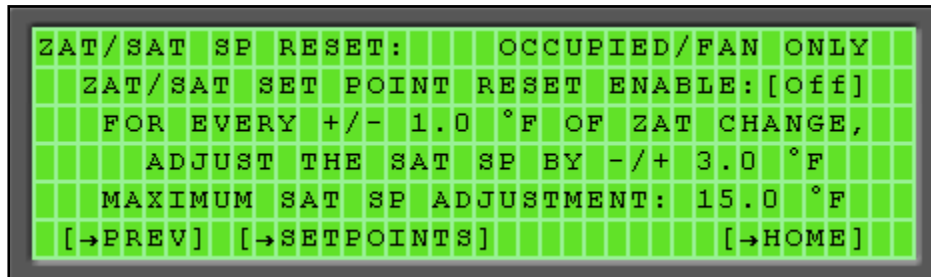 ZAT/SAT SP RESET: OCCUPIED/FAN ONLY
ZAT/SAT SET POINT RESET ENABLE:[Off]
FOR EVERY +/- 1.0 °F OF ZAT CHANGE,
ADJUST THE SAT SP BY -/+ 3.0 °F
MAXIMUM SAT SP ADJUSTMENT: 15.0 °F
[→PREV] [→SETPOINTS] [→HOME]